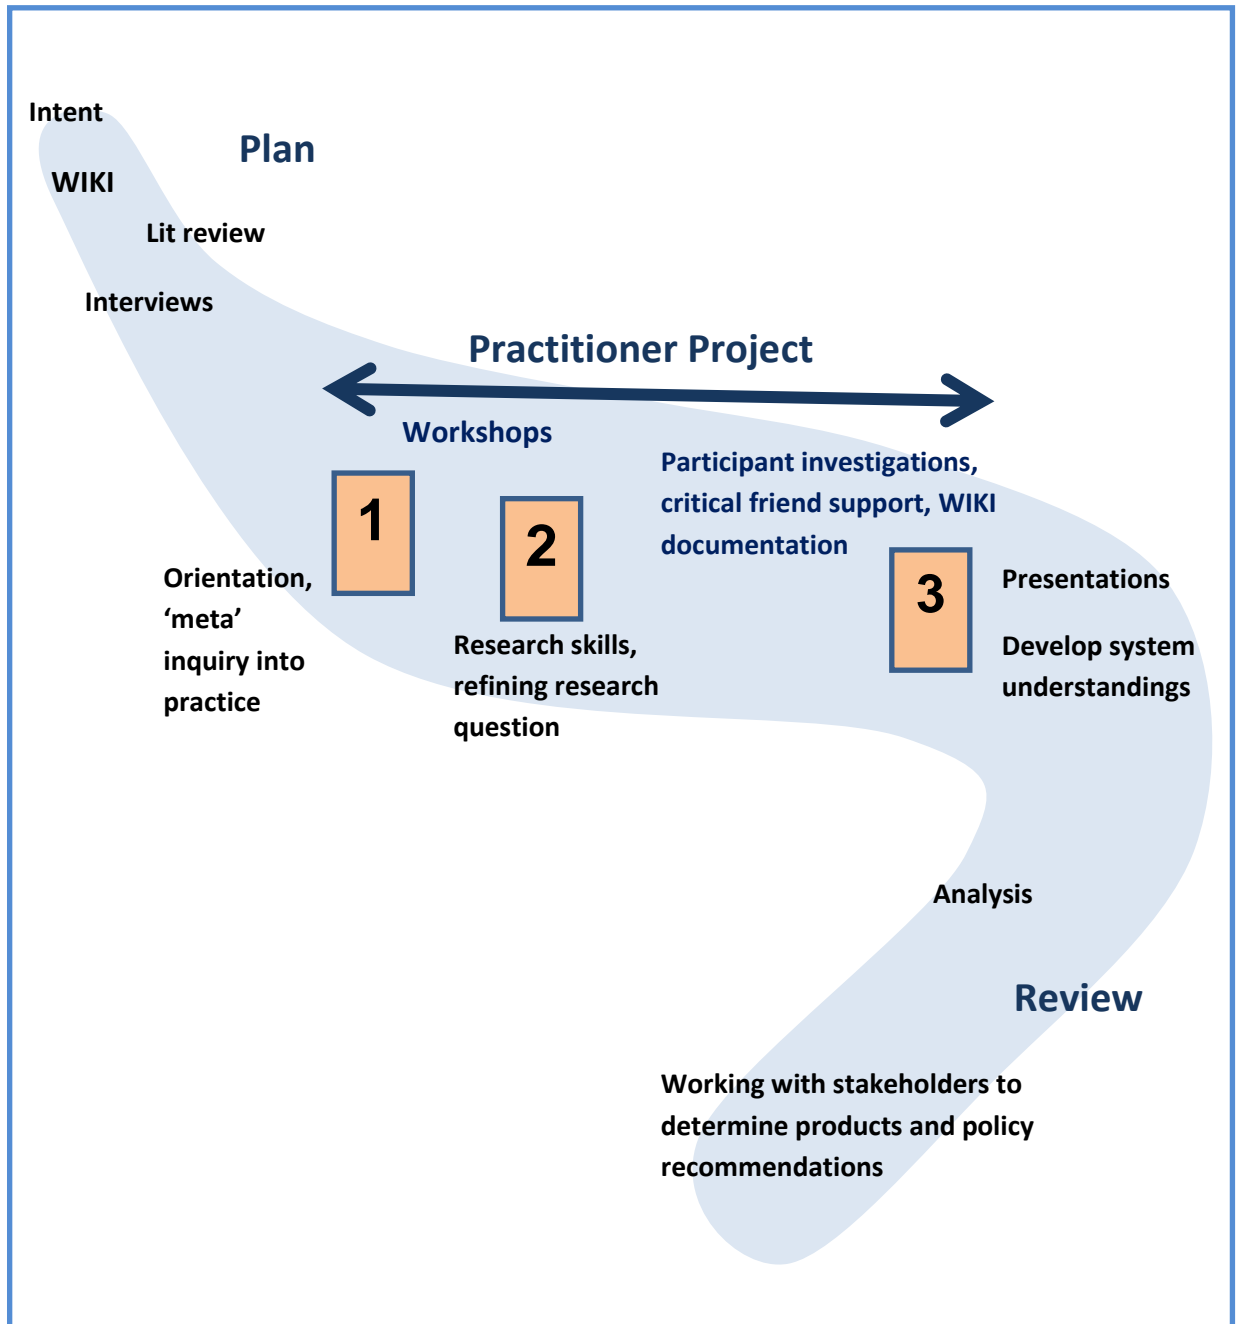 Intent
Plan
WIKI
Lit review
Interviews
Practitioner Project
Workshops
Participant investigations,
critical friend support, WIKI
documentation
1
2
3
Orientation,
‘meta’
inquiry into
practice
Research skills,
refining research
question
Presentations
Develop system
understandings
Analysis
Review
Working with stakeholders to
determine products and policy
recommendations